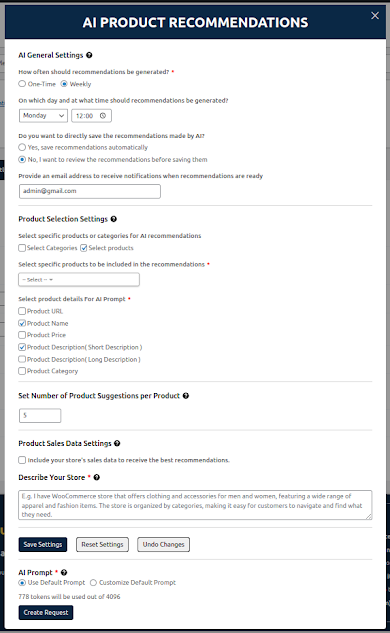 AI PRODUCT RECOMMENDATIONS
AI General Settings
How often should recommendations be generated? *
One-Time Weekly
On which day and at what time should recommendations be generated?
Monday 12:00
Do you want to directly save the recommendations made by AI?
Yes, save recommendations automatically
No, I want to review the recommendations before saving them
Provide an email address to receive notifications when recommendations are ready
admin@gmail.com
Product Selection Settings
Select specific products or categories for AI recommendations
Select Categories Select products
Select specific products to be included in the recommendations *
-- Select --
Select product details For AI Prompt *
Product URL
Product Name
Product Price
Product Description( Short Description )
Product Description( Long Description )
Product Category
Set Number of Product Suggestions per Product
5
Product Sales Data Settings
Include your store's sales data to receive the best recommendations.
Describe Your Store *
E.g. I have WooCommerce store that offers clothing and accessories for men and women, featuring a wide range of
apparel and fashion items. The store is organized by categories, making it easy for customers to navigate and find what
they need.
Save Settings Reset Settings Undo Changes
AI Prompt *
Use Default Prompt Customize Default Prompt
778 tokens will be used out of 4096
Create Request